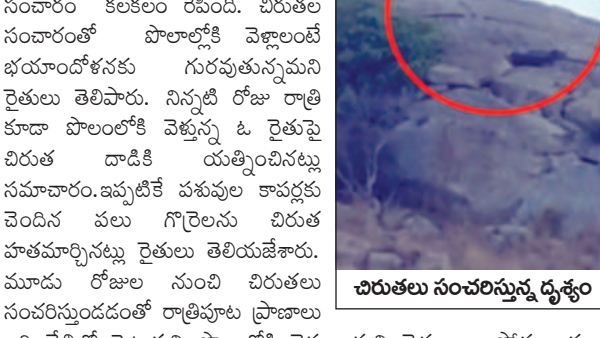 సంచారం కలకలం రేపింది. చిరుతల
సంచారంతో పొలాల్లోకి వెళ్లాలంటే
భయాందోళనకు గురవుతున్నమని
రైతులు తెలిపారు. నిన్నటి రోజు రాత్రి
కూడా పొలంలోకి వెళ్తున్న ఓ రైతుపై
చిరుత దాడికి యత్నించినట్లు
సమాచారం.ఇప్పటికే పశువుల కాపర్లకు
చెందిన పలు గొర్రెలను చిరుత
హతమార్చినట్లు రైతులు తెలియజేశారు.
మూడు రోజుల నుంచి చిరుతలు
సంచరిస్తుండడంతో రాత్రిపూట ప్రాణాలు
చిరుతలు సంచరిస్తున్న దృశ్యం